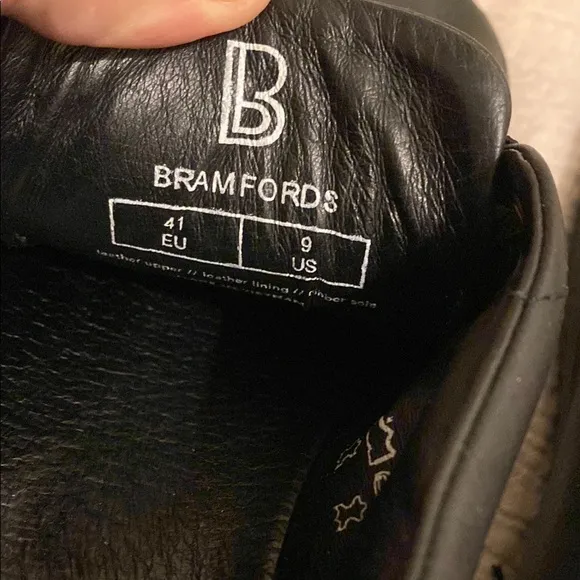 B
BRAMFORDS
41 9
EU US
leather upper // leather lining // rubber sole